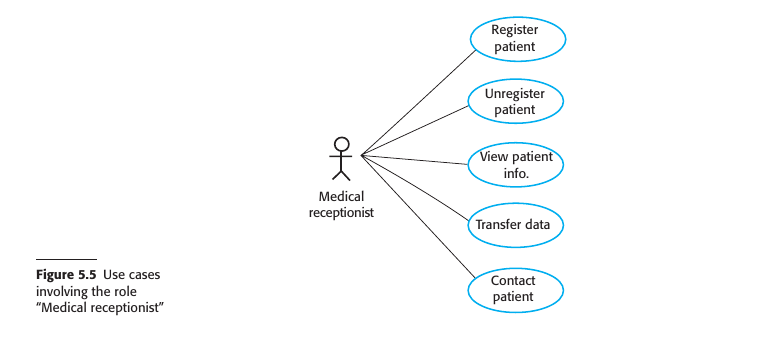 Register
patient
Unregister
patient
View patient
info.
Medical
receptionist
Transfer data
Contact
patient
Figure 5.5 Use cases
involving the role
“Medical receptionist”